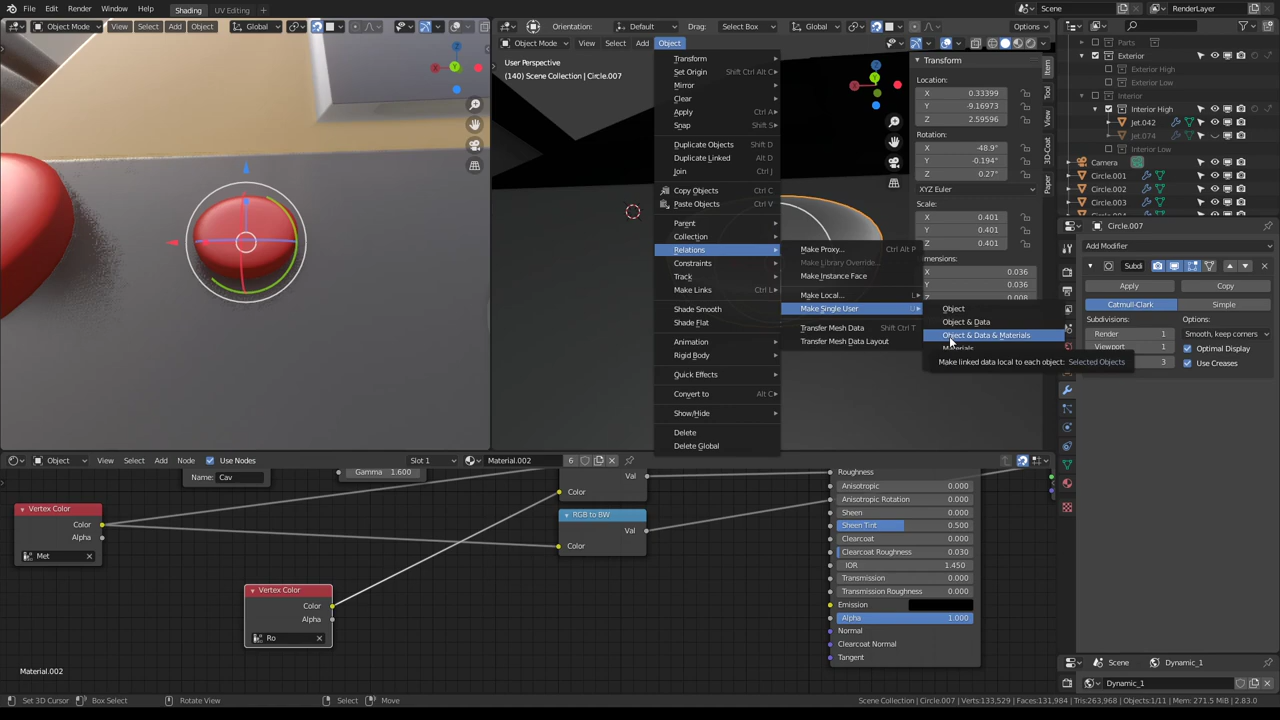 File Edit Render Window Help Shading UV Editing Scene RenderLayer
Object Mode View Select Add Object Global
Orientation: Default Drag: Select Box Global Options
Object Mode View Select Add Object
User Perspective
(140) Scene Collection | Circle.007
Transform
Set Origin Shift Ctrl Alt C
Mirror
Clear
Apply Ctrl A
Snap Shift S
Duplicate Objects Shift D
Duplicate Linked Alt D
Join Ctrl J
Copy Objects Ctrl C
Paste Objects Ctrl V
Parent
Collection
Relations
Constraints
Track
Make Links Ctrl L
Shade Smooth
Shade Flat
Animation
Rigid Body
Quick Effects
Convert to Alt C
Show/Hide
Delete
Delete Global
Make Proxy... Ctrl Alt P
Make Library Override...
Make Instance Face
Make Local... L
Make Single User U
Transfer Mesh Data Shift Ctrl T
Transfer Mesh Data Layout
Object
Object & Data
Object & Data & Materials
Materials
Make linked data local to each object: Selected Objects
Transform
Location:
X 0.33399
Y -9.16973
Z 2.59596
Rotation:
X -48.9°
Y -0.194°
Z 0.27°
XYZ Euler
Scale:
X 0.401
Y 0.401
Z 0.401
Dimensions:
X 0.036
Y 0.036
Z 0.008
Item
Tool
View
3D-Coat
Paper
Parts
Exterior
Exterior High
Exterior Low
Interior
Interior High
Jet.042
Jet.074
Interior Low
Camera
Circle.001
Circle.002
Circle.003
Circle.007
Add Modifier
Subdi
Apply Copy
Catmull-Clark Simple
Subdivisions: Options:
Render 1 Smooth, keep corners
Viewport 1 Optimal Display
3 Use Creases
Object View Select Add Node Use Nodes Slot 1 Material.002 6
Name: Cav
Gamma 1.600
Vertex Color
Color
Alpha
Met
Vertex Color
Color
Alpha
Ro
Val
Color
RGB to BW
Val
Color
Roughness
Anisotropic 0.000
Anisotropic Rotation 0.000
Sheen 0.000
Sheen Tint 0.500
Clearcoat 0.000
Clearcoat Roughness 0.030
IOR 1.450
Transmission 0.000
Transmission Roughness 0.000
Emission
Alpha 1.000
Normal
Clearcoat Normal
Tangent
Material.002
Scene Dynamic_1
Dynamic_1
Set 3D Cursor Box Select Rotate View Select Move Scene Collection | Circle.007 | Verts:133,529 | Faces:131,984 | Tris:263,968 | Objects:1/11 | Mem: 271.5 MiB | 2.83.0